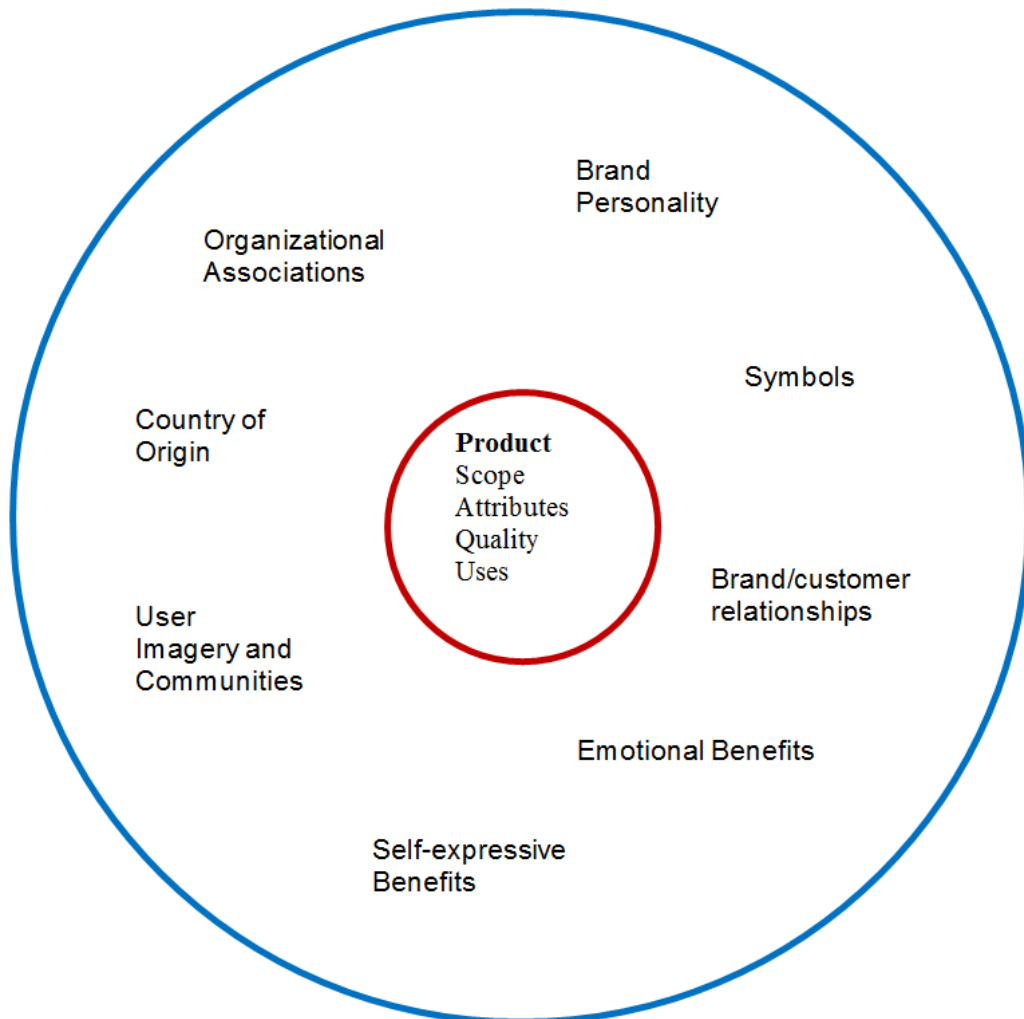 Brand
Personality
Organizational
Associations
Symbols
Country of
Origin
Product
Scope
Attributes
Quality
Uses
Brand/customer
relationships
User
Imagery and
Communities
Emotional Benefits
Self-expressive
Benefits